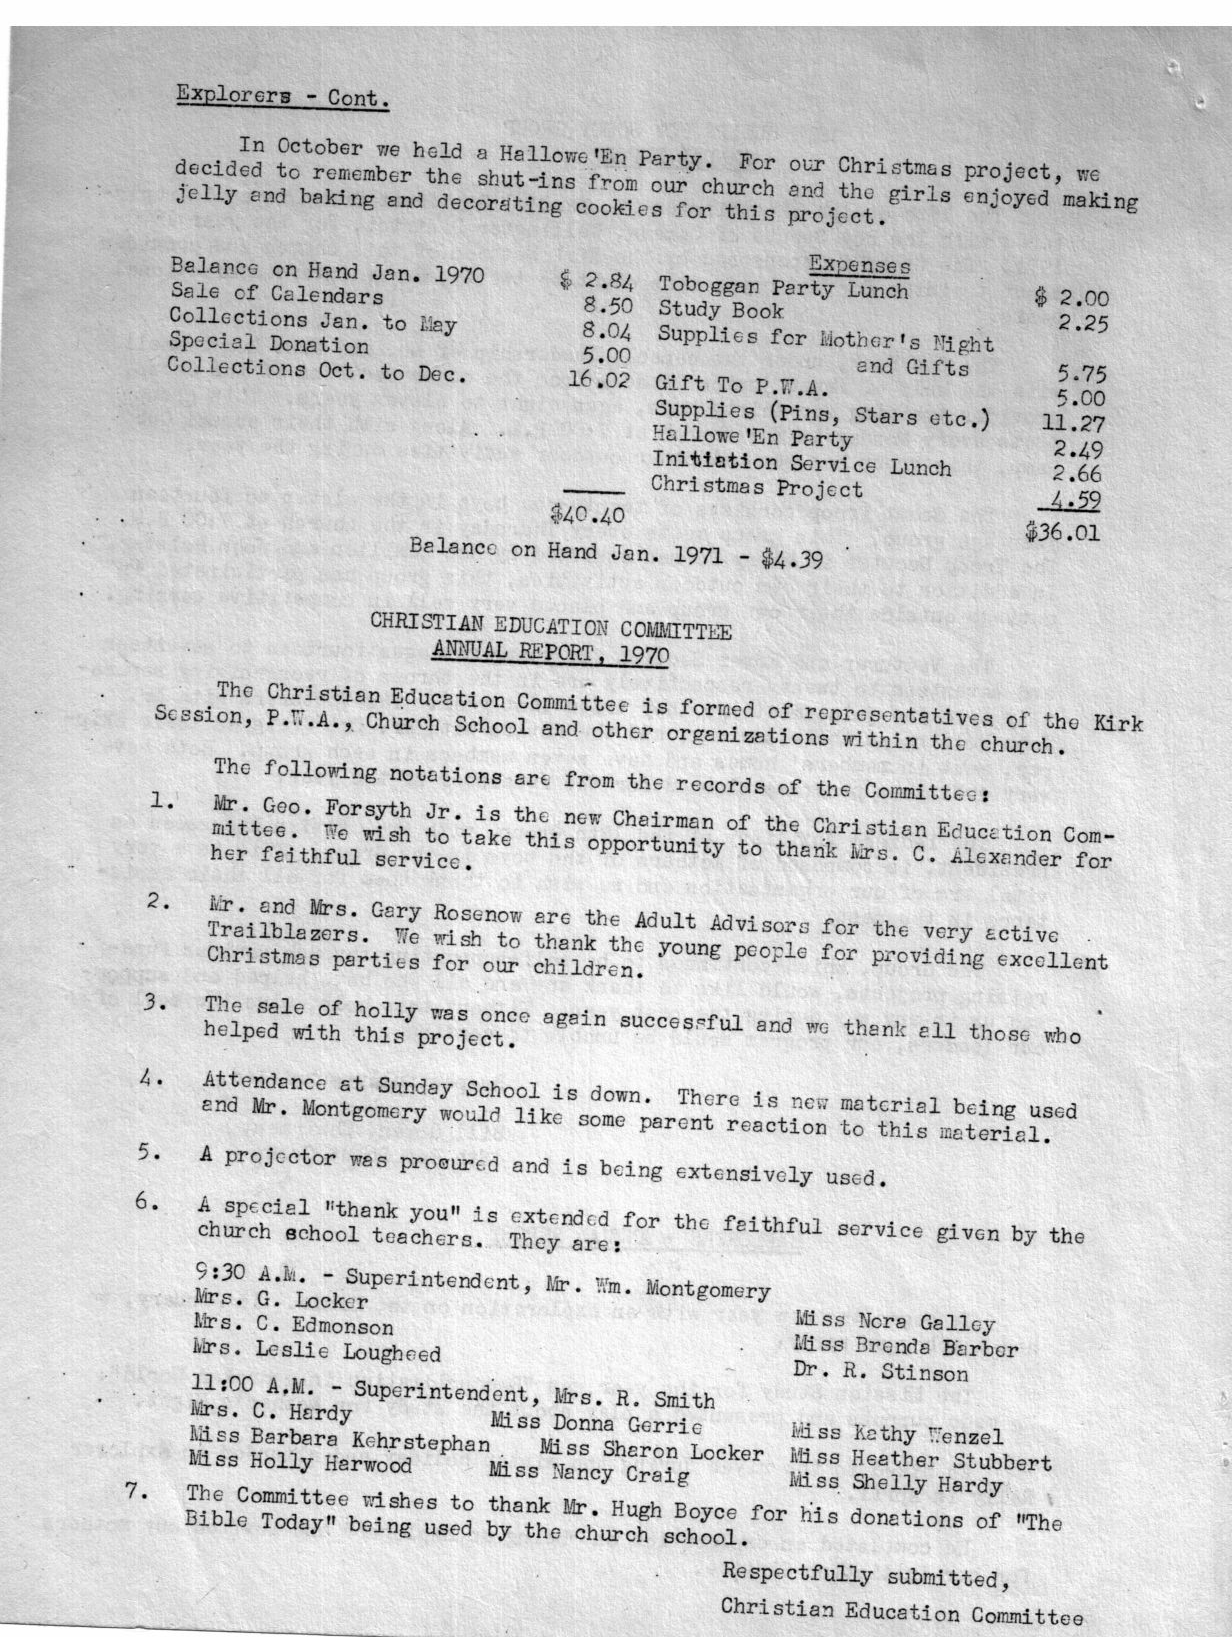 Explorers - Cont.
In October we held a Hallowe'En Party. For our Christmas project, we
decided to remember the shut-ins from our church and the girls enjoyed making
jelly and baking and decorating cookies for this project.
Expenses
Balance on Hand Jan. 1970 $ 2.84 Toboggan Party Lunch $ 2.00
Sale of Calendars 8.50 Study Book 2.25
Collections Jan. to May 8.04 Supplies for Mother's Night
Special Donation 5.00 and Gifts 5.75
Collections Oct. to Dec. 16.02 Gift To P.W.A. 5.00
Supplies (Pins, Stars etc.) 11.27
Hallowe'En Party 2.49
Initiation Service Lunch 2.66
Christmas Project 4.59
$40.40 $36.01
Balance on Hand Jan. 1971 - $4.39
CHRISTIAN EDUCATION COMMITTEE
ANNUAL REPORT, 1970
The Christian Education Committee is formed of representatives of the Kirk
Session, P.W.A., Church School and other organizations within the church.
The following notations are from the records of the Committee:
1. Mr. Geo. Forsyth Jr. is the new Chairman of the Christian Education Com-
mittee. We wish to take this opportunity to thank Mrs. C. Alexander for
her faithful service.
2. Mr. and Mrs. Gary Rosenow are the Adult Advisors for the very active
Trailblazers. We wish to thank the young people for providing excellent
Christmas parties for our children.
3. The sale of holly was once again successful and we thank all those who
helped with this project.
4. Attendance at Sunday School is down. There is new material being used
and Mr. Montgomery would like some parent reaction to this material.
5. A projector was procured and is being extensively used.
6. A special "thank you" is extended for the faithful service given by the
church school teachers. They are:
9:30 A.M. - Superintendent, Mr. Wm. Montgomery
Mrs. G. Locker Miss Nora Galley
Mrs. C. Edmonson Miss Brenda Barber
Mrs. Leslie Lougheed Dr. R. Stinson
11:00 A.M. - Superintendent, Mrs. R. Smith
Mrs. C. Hardy Miss Donna Gerrie Miss Kathy Wenzel
Miss Barbara Kehrstephan Miss Sharon Locker Miss Heather Stubbert
Miss Holly Harwood Miss Nancy Craig Miss Shelly Hardy
7. The Committee wishes to thank Mr. Hugh Boyce for his donations of "The
Bible Today" being used by the church school.
Respectfully submitted,
Christian Education Committee